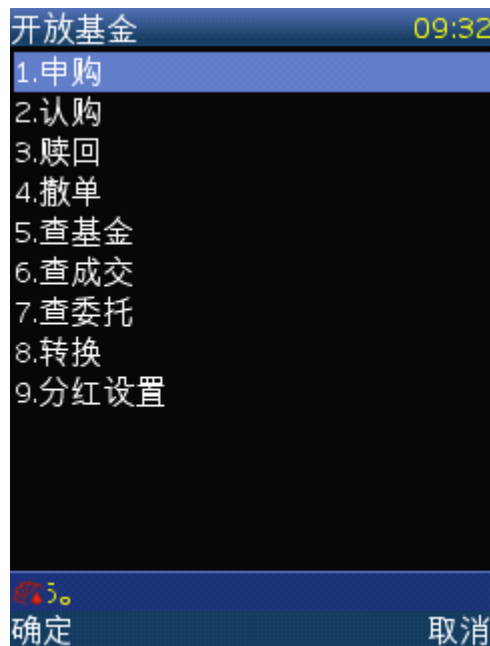 开放基金 09:32
1.申购
2.认购
3.赎回
4.撤单
5.查基金
6.查成交
7.查委托
8.转换
9.分红设置
5。
确定 取消